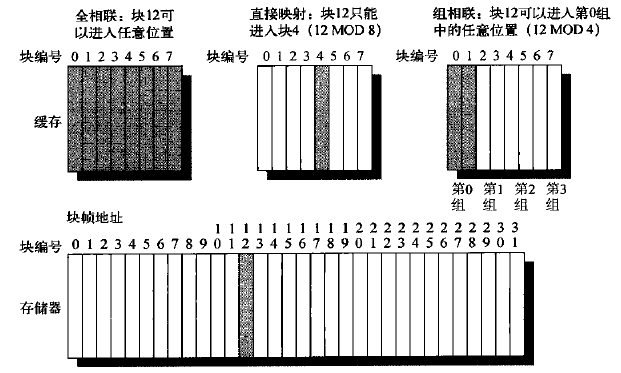 全相联：块12可以进入任意位置
直接映射：块12只能进入块4（12 MOD 8）
组相联：块12可以进入第0组中的任意位置（12 MOD 4）
块编号 0 1 2 3 4 5 6 7
块编号 0 1 2 3 4 5 6 7
块编号 0 1 2 3 4 5 6 7
缓存
第0组 第1组 第2组 第3组
块帧地址
块编号 0 1 2 3 4 5 6 7 8 9 10 11 12 13 14 15 16 17 18 19 20 21 22 23 24 25 26 27 28 29 30 31
存储器